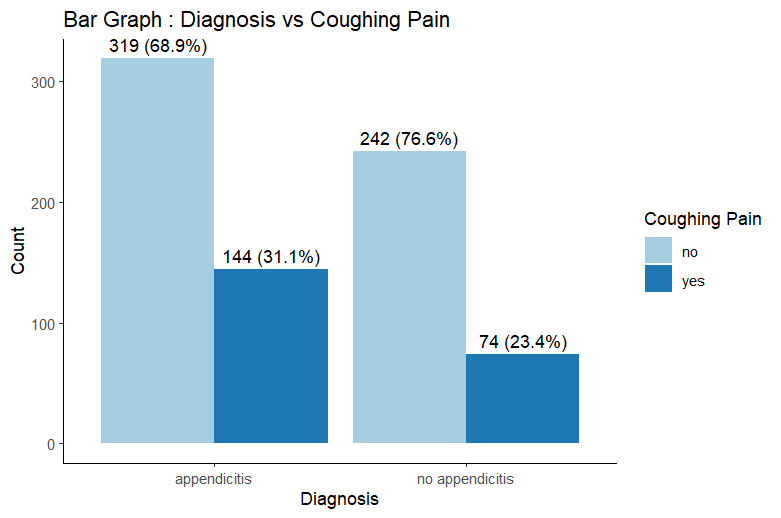 Bar Graph : Diagnosis vs Coughing Pain
319 (68.9%)
242 (76.6%)
144 (31.1%)
74 (23.4%)
300
200
100
0
Count
appendicitis
no appendicitis
Diagnosis
Coughing Pain
no
yes